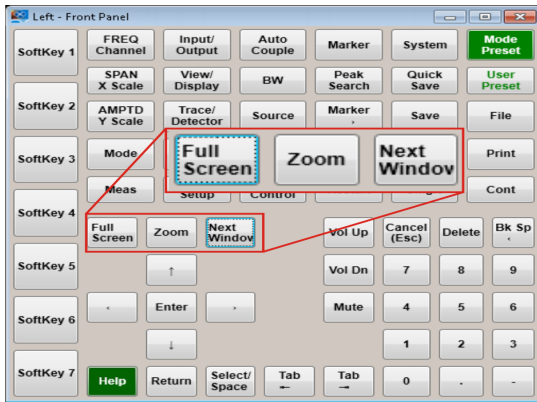 Left - Front Panel
SoftKey 1
FREQ
Channel
Input/
Output
Auto
Couple
Marker
System
Mode
Preset
SPAN
X Scale
View/
Display
BW
Peak
Search
Quick
Save
User
Preset
SoftKey 2
AMPTD
Y Scale
Trace/
Detector
Source
Marker
Save
File
SoftKey 3
Mode
Full
Screen
Zoom
Next
Window
Print
Meas
Setup
Control
Cont
SoftKey 4
Full
Screen
Zoom
Next
Window
Vol Up
Cancel
(Esc)
Delete
Bk Sp
SoftKey 5
↑
Vol Dn
7
8
9
Enter
Mute
4
5
6
SoftKey 6
↓
1
2
3
SoftKey 7
Help
Return
Select/
Space
Tab
←
Tab
→
0
.
-